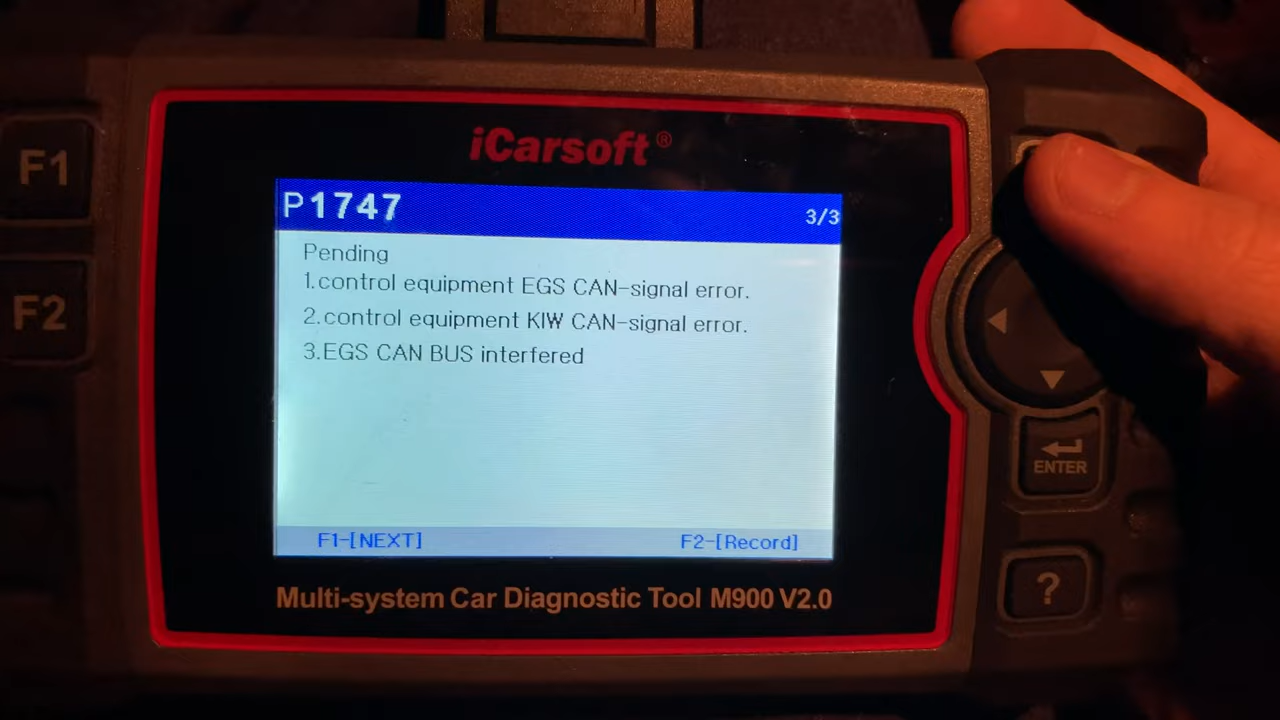 iCarsoft®
F1
P1747 3/3
Pending
1.control equipment EGS CAN-signal error.
F2
2.control equipment KIW CAN-signal error.
3.EGS CAN BUS interfered
ENTER
F1-[NEXT] F2-[Record]
?
Multi-system Car Diagnostic Tool M900 V2.0